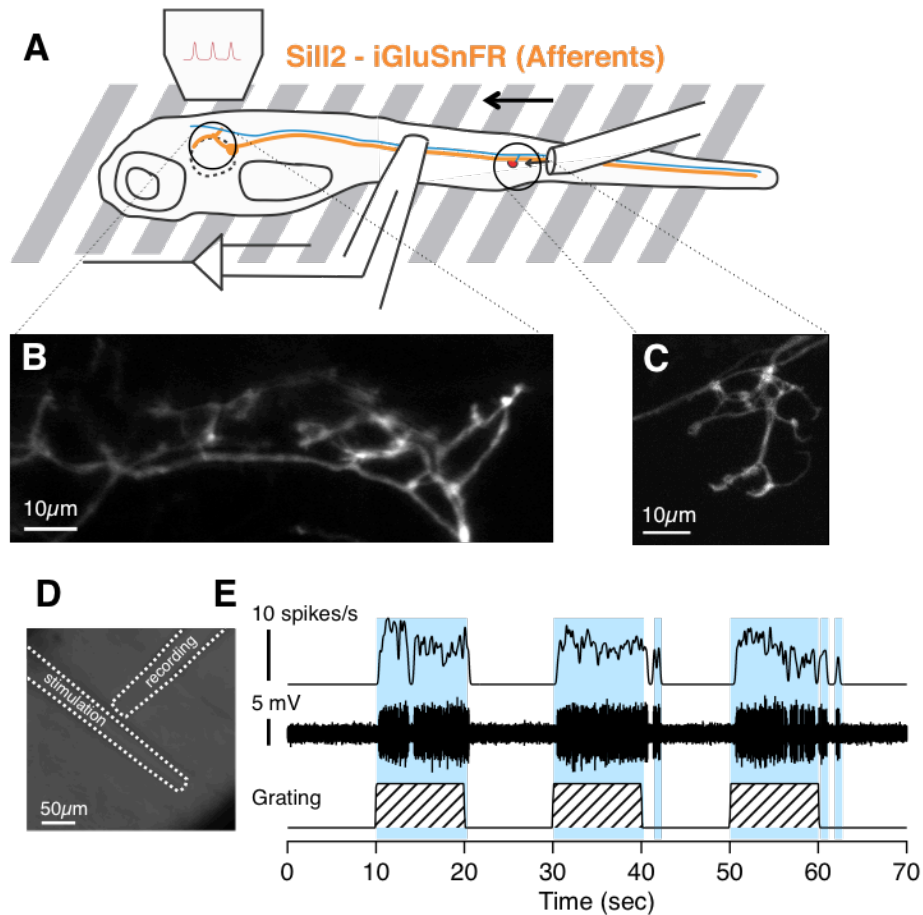 A
Sill2 - iGluSnFR (Afferents)
B
10µm
C
10µm
D
stimulation
recording
50µm
E
10 spikes/s
5 mV
Grating
0 10 20 30 40 50 60 70
Time (sec)